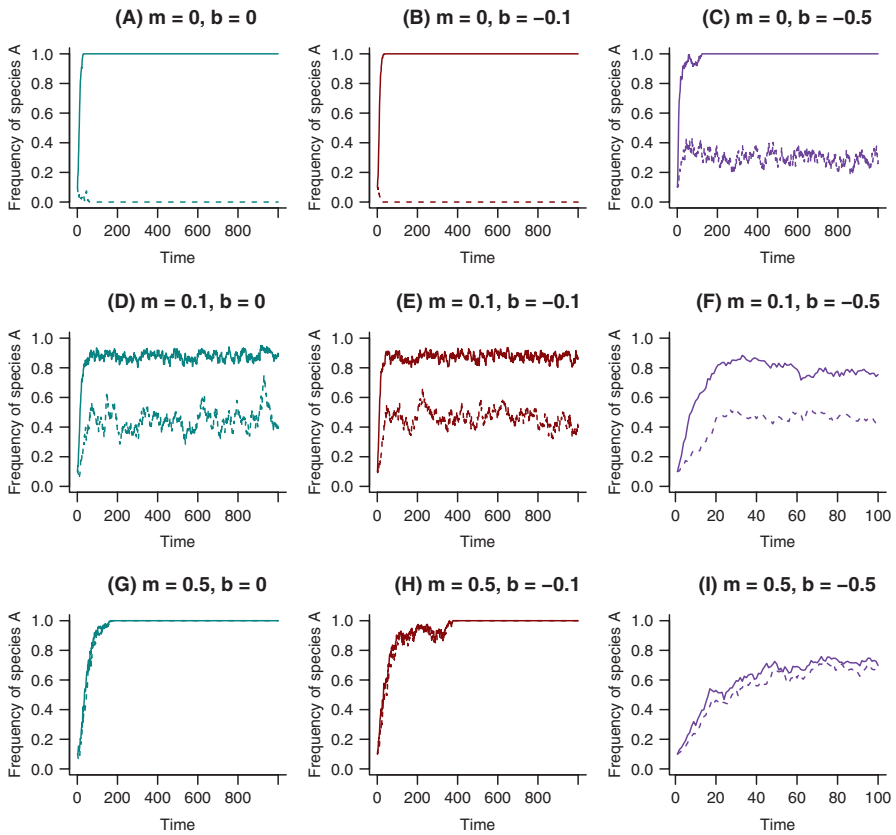 (A) m = 0, b = 0
Frequency of species A
1.0
0.8
0.6
0.4
0.2
0.0
0 200 400 600 800
Time
(B) m = 0, b = −0.1
Frequency of species A
1.0
0.8
0.6
0.4
0.2
0.0
0 200 400 600 800
Time
(C) m = 0, b = −0.5
Frequency of species A
1.0
0.8
0.6
0.4
0.2
0.0
0 200 400 600 800
Time
(D) m = 0.1, b = 0
Frequency of species A
1.0
0.8
0.6
0.4
0.2
0.0
0 200 400 600 800
Time
(E) m = 0.1, b = −0.1
Frequency of species A
1.0
0.8
0.6
0.4
0.2
0.0
0 200 400 600 800
Time
(F) m = 0.1, b = −0.5
Frequency of species A
1.0
0.8
0.6
0.4
0.2
0.0
0 20 40 60 80 100
Time
(G) m = 0.5, b = 0
Frequency of species A
1.0
0.8
0.6
0.4
0.2
0.0
0 200 400 600 800
Time
(H) m = 0.5, b = −0.1
Frequency of species A
1.0
0.8
0.6
0.4
0.2
0.0
0 200 400 600 800
Time
(I) m = 0.5, b = −0.5
Frequency of species A
1.0
0.8
0.6
0.4
0.2
0.0
0 20 40 60 80 100
Time